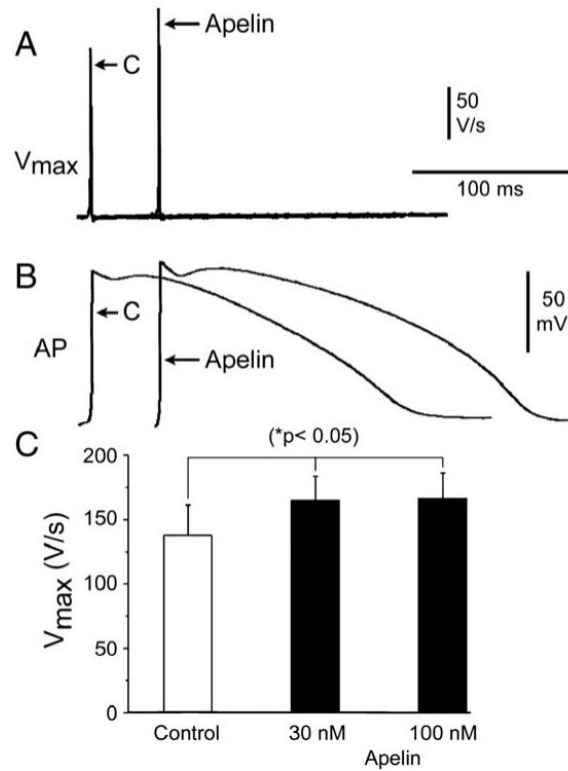 A
Apelin
C
50
V/s
Vmax
100 ms
B
C
50
mV
AP
Apelin
C
(*p< 0.05)
200
150
100
50
0
Vmax (V/s)
Control
30 nM
100 nM
Apelin